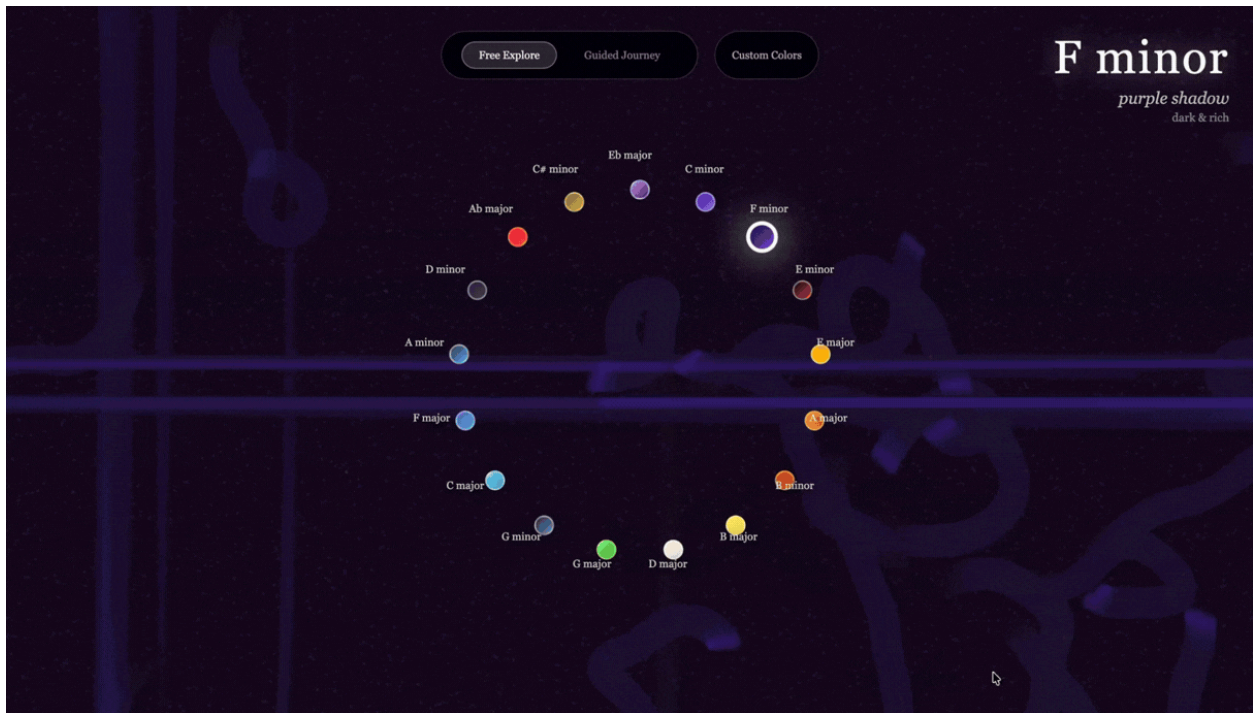 Free Explore
Guided Journey
Custom Colors
F minor
purple shadow
dark & rich
Eb major
C# minor
C minor
Ab major
F minor
D minor
E minor
A minor
E major
F major
A major
C major
B minor
G minor
B major
G major
D major